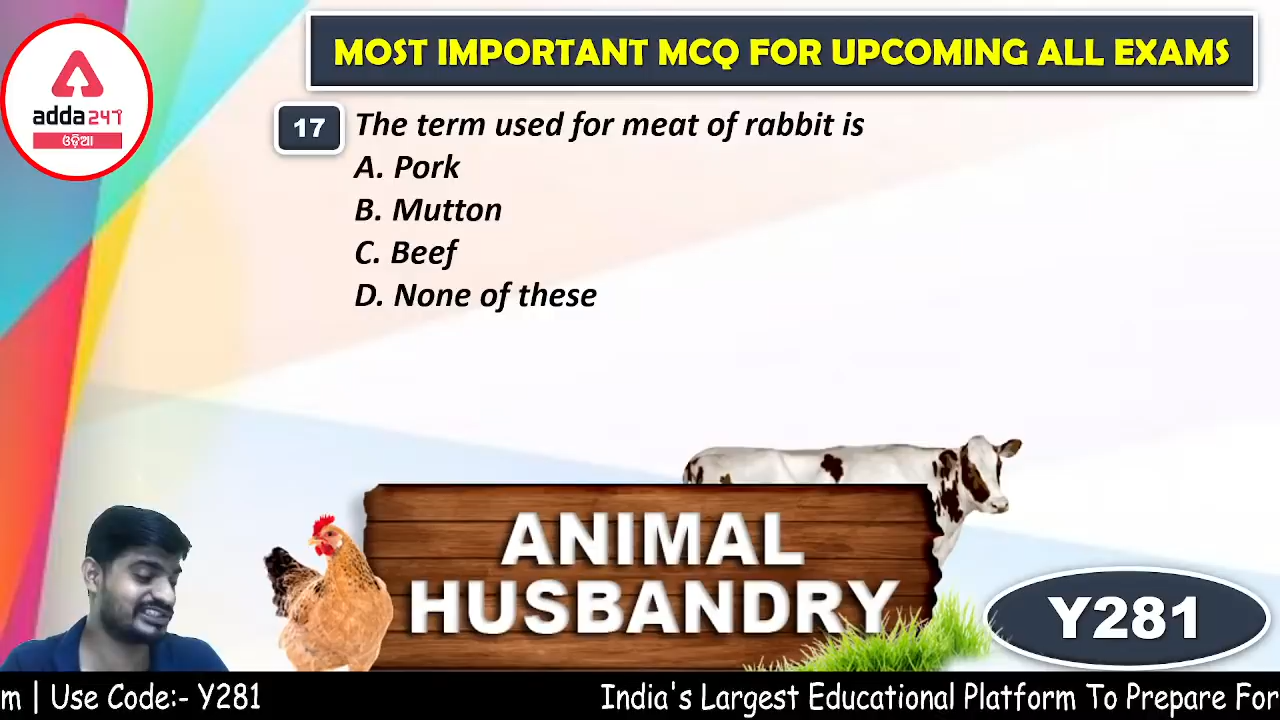 MOST IMPORTANT MCQ FOR UPCOMING ALL EXAMS
adda247
ଓଡ଼ିଆ
17 The term used for meat of rabbit is
A. Pork
B. Mutton
C. Beef
D. None of these
ANIMAL
HUSBANDRY
Y281
m | Use Code:- Y281
India's Largest Educational Platform To Prepare For